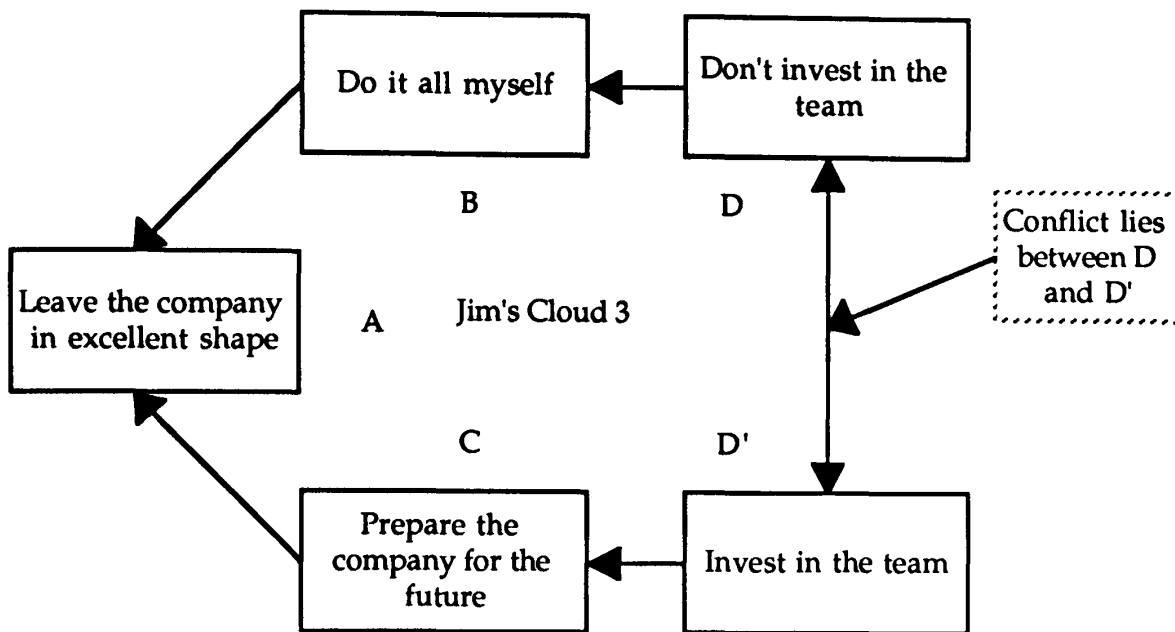 Do it all myself
Don't invest in the
team
B
D
Conflict lies
between D
and D'
Leave the company
in excellent shape
A
Jim's Cloud 3
C
D'
Prepare the
company for the
future
Invest in the team